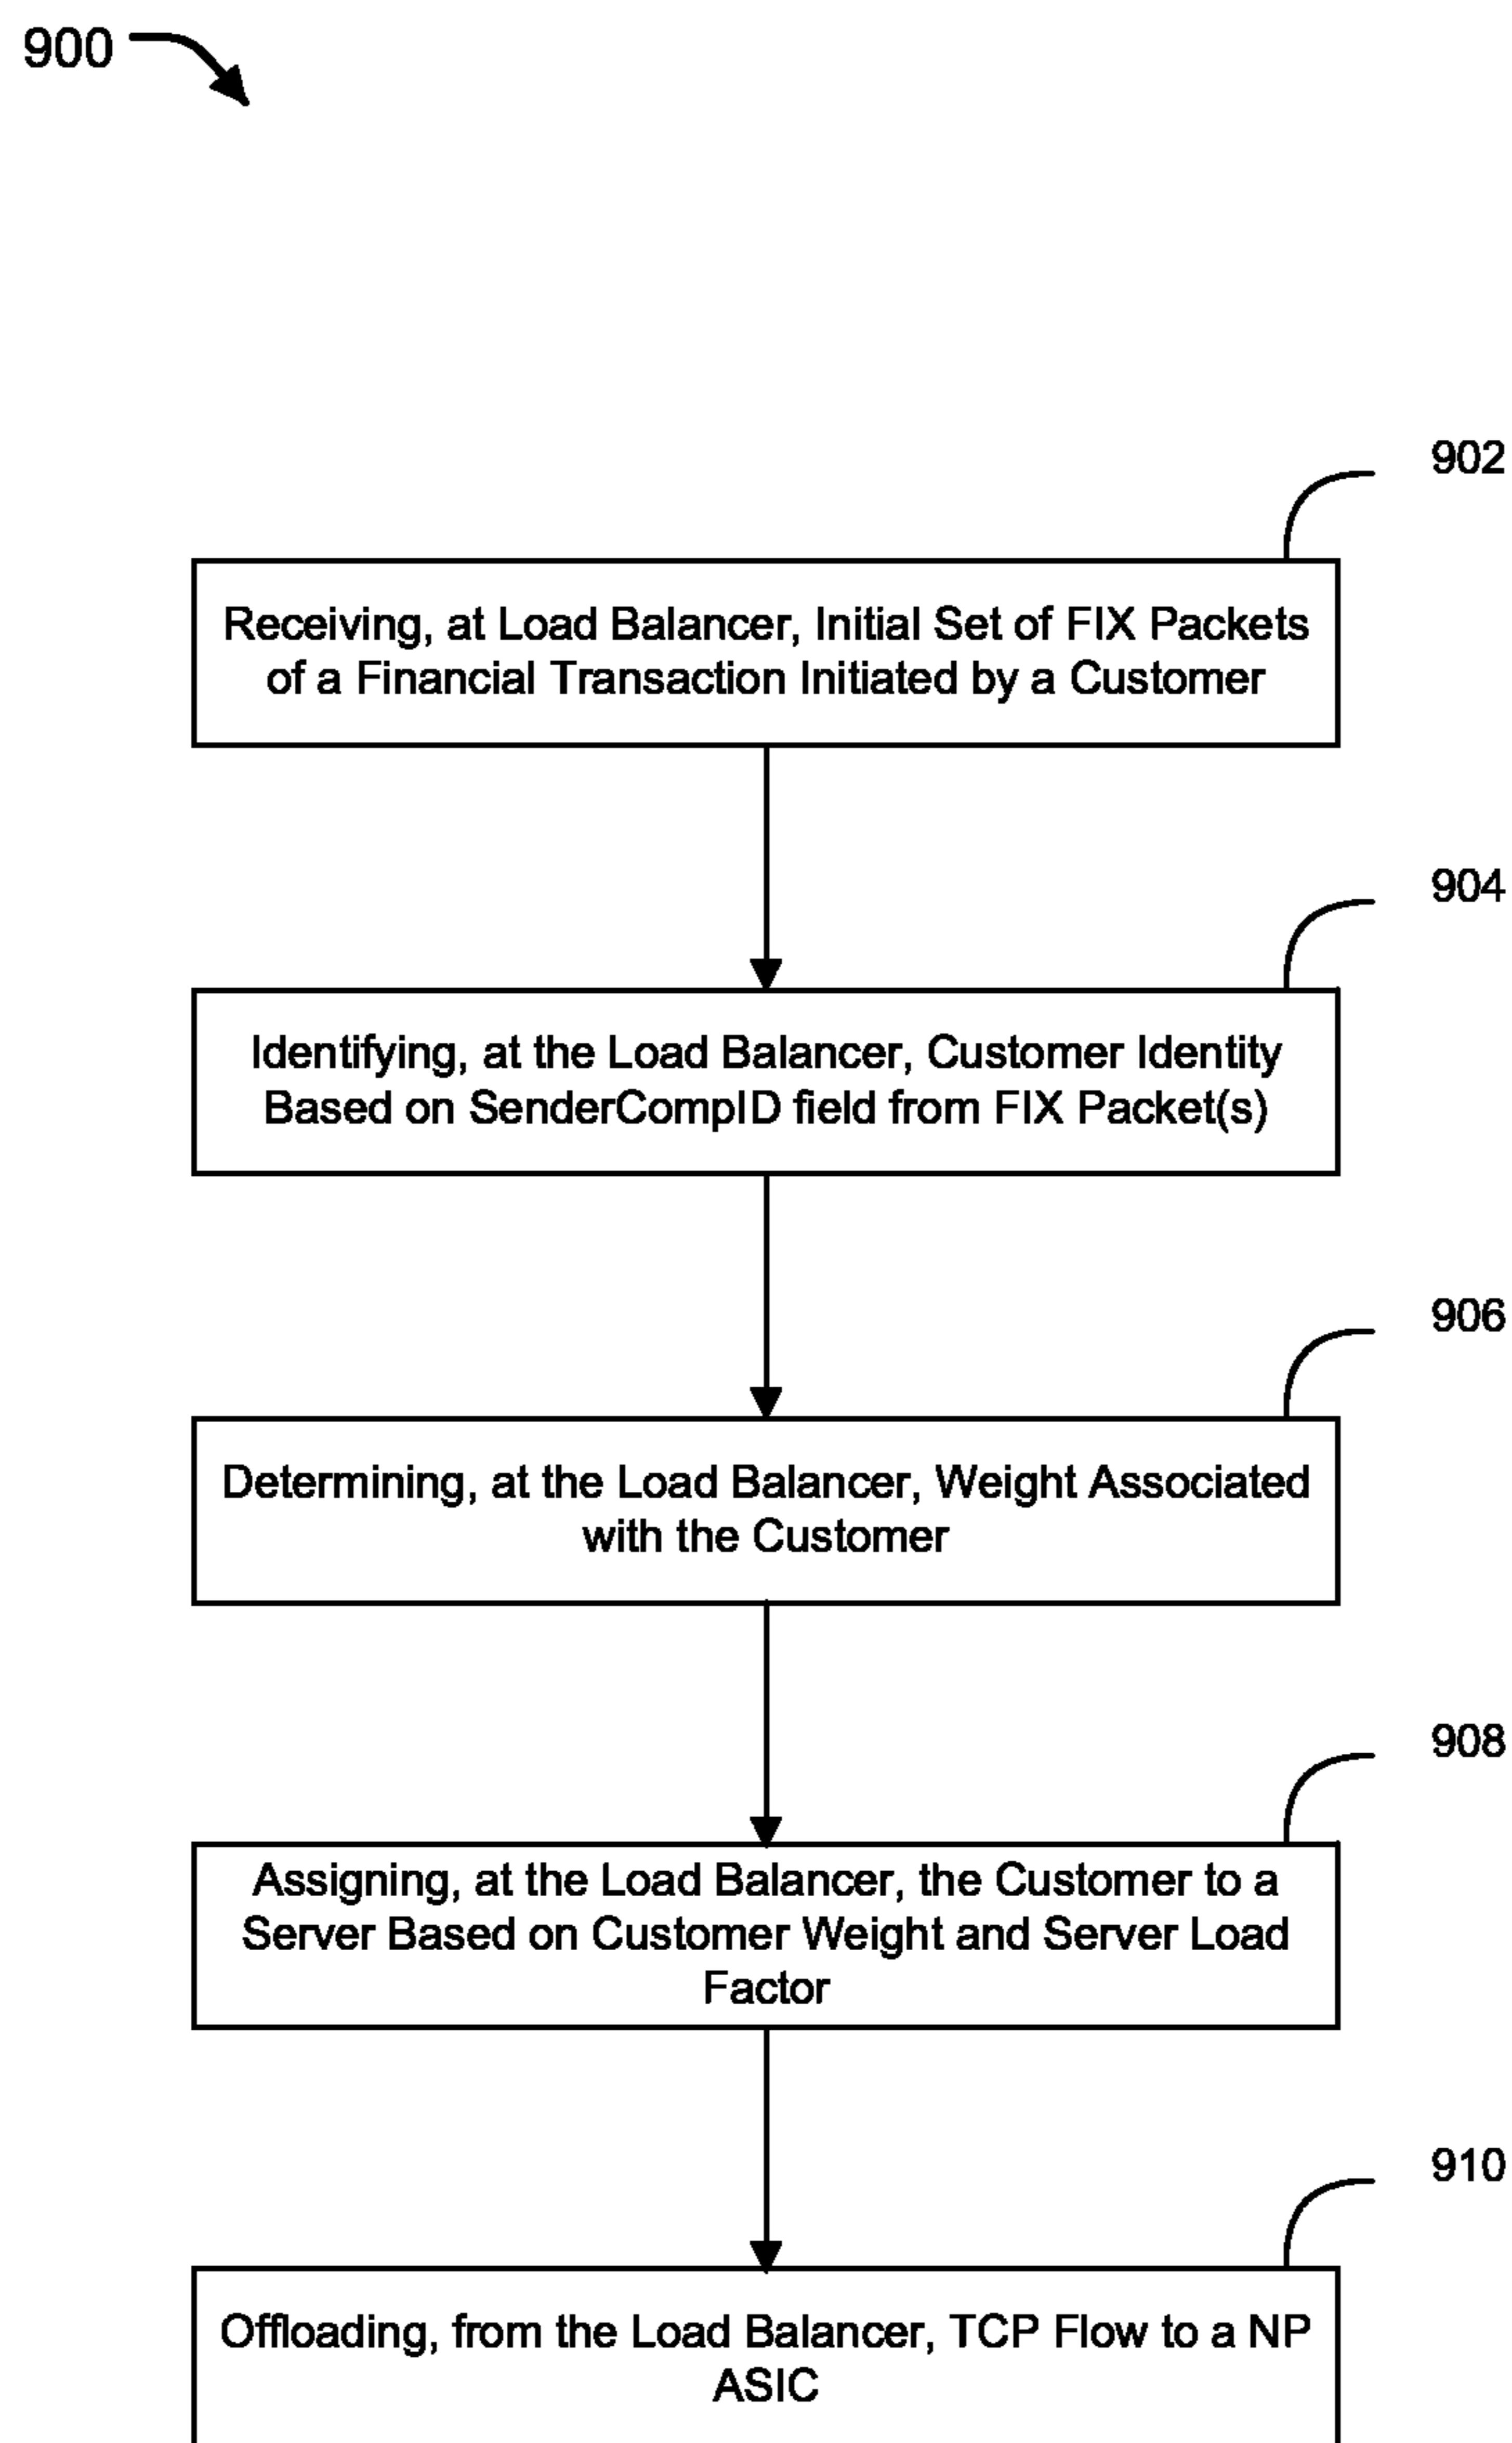 900
902
Receiving, at Load Balancer, Initial Set of FIX Packets
of a Financial Transaction Initiated by a Customer
904
Identifying, at the Load Balancer, Customer Identity
Based on SenderCompID field from FIX Packet(s)
906
Determining, at the Load Balancer, Weight Associated
with the Customer
908
Assigning, at the Load Balancer, the Customer to a
Server Based on Customer Weight and Server Load
Factor
910
Offloading, from the Load Balancer, TCP Flow to a NP
ASIC